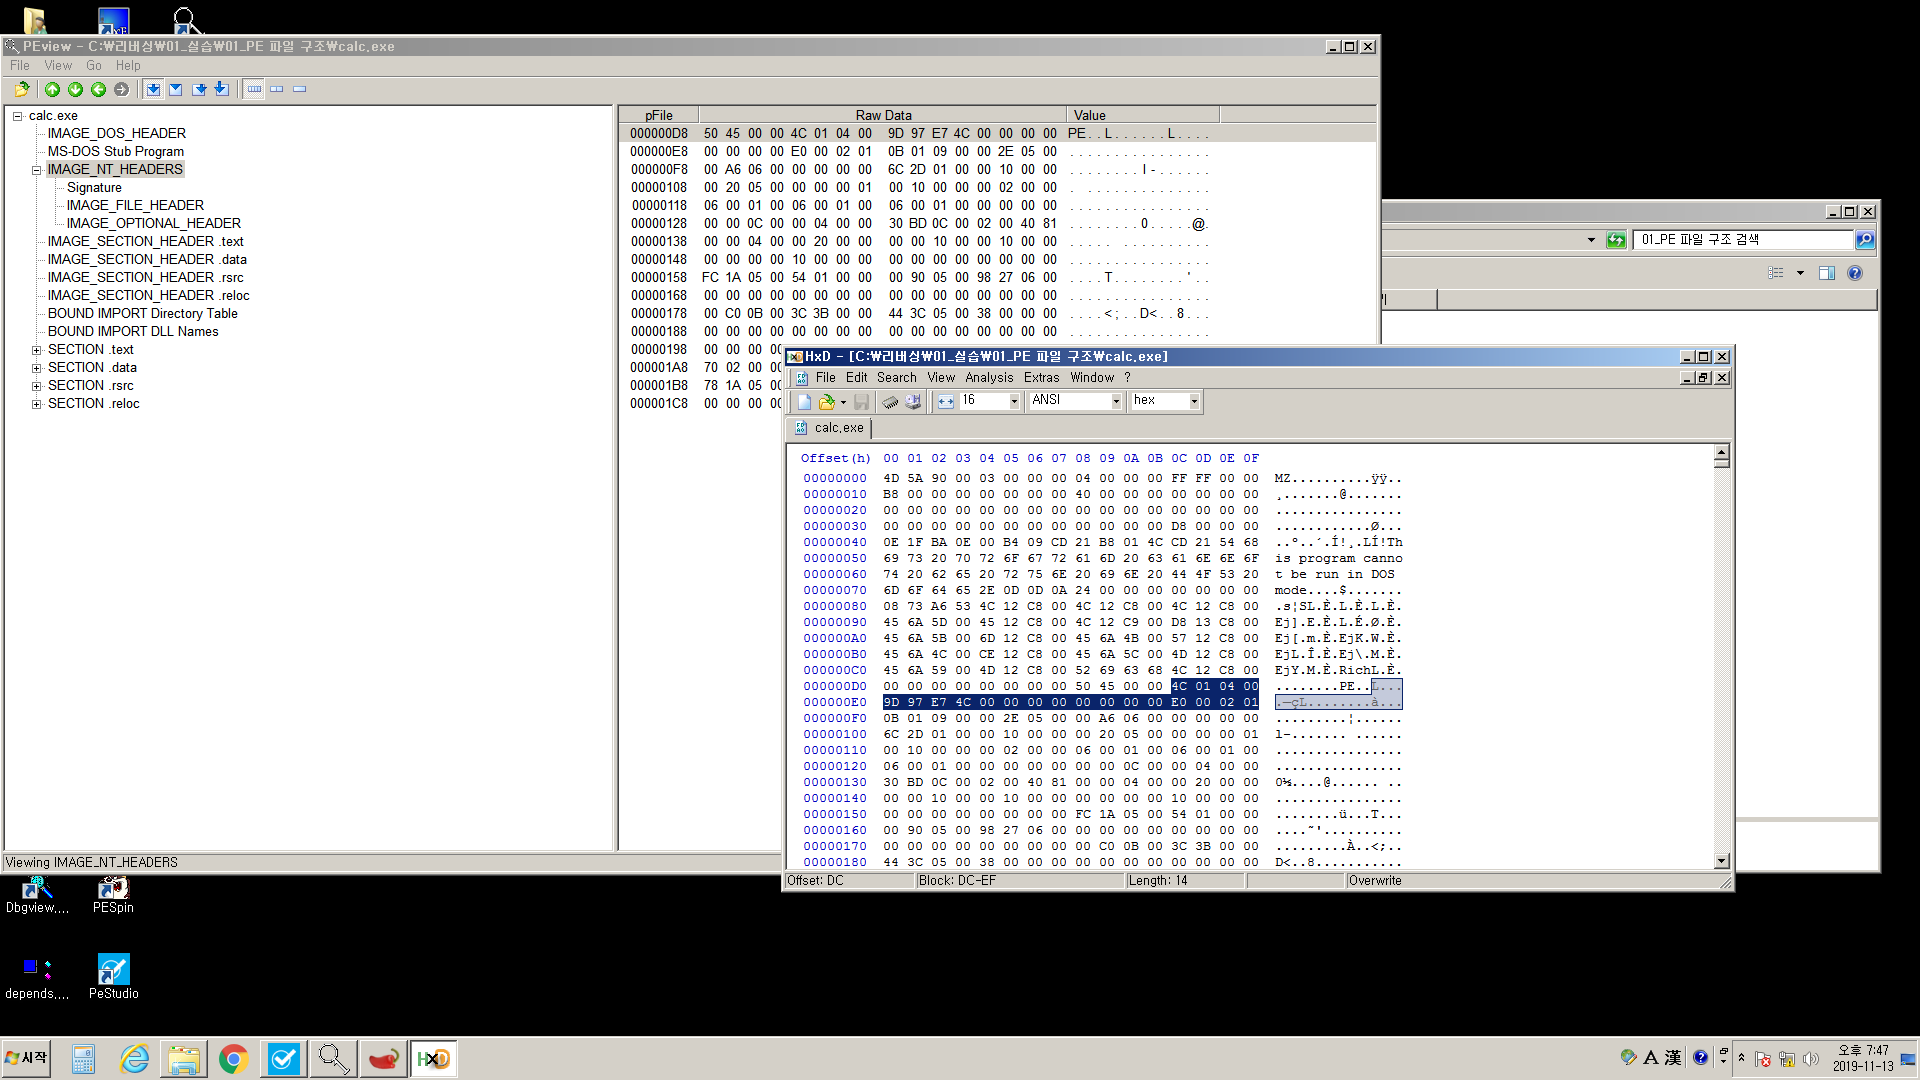 PEview - C:₩리버싱₩01_실습₩01_PE 파일 구조₩calc.exe
File View Go Help
calc.exe
IMAGE_DOS_HEADER
MS-DOS Stub Program
IMAGE_NT_HEADERS
Signature
IMAGE_FILE_HEADER
IMAGE_OPTIONAL_HEADER
IMAGE_SECTION_HEADER .text
IMAGE_SECTION_HEADER .data
IMAGE_SECTION_HEADER .rsrc
IMAGE_SECTION_HEADER .reloc
BOUND IMPORT Directory Table
BOUND IMPORT DLL Names
SECTION .text
SECTION .data
SECTION .rsrc
SECTION .reloc
pFile Raw Data Value
000000D8 50 45 00 00 4C 01 04 00 9D 97 E7 4C 00 00 00 00 PE..L......L....
000000E8 00 00 00 00 E0 00 02 01 0B 01 09 00 00 2E 05 00 ................
000000F8 00 A6 06 00 00 00 00 00 6C 2D 01 00 00 10 00 00 ........l-......
00000108 00 20 05 00 00 00 00 01 00 10 00 00 00 02 00 00 . ..............
00000118 06 00 01 00 06 00 01 00 06 00 01 00 00 00 00 00 ................
00000128 00 00 0C 00 00 04 00 00 30 BD 0C 00 02 00 40 81 ........0.....@.
00000138 00 00 04 00 00 20 00 00 00 00 10 00 00 10 00 00 ..... ..........
00000148 00 00 00 00 10 00 00 00 00 00 00 00 00 00 00 00 ................
00000158 FC 1A 05 00 54 01 00 00 00 90 05 00 98 27 06 00 ....T........'..
00000168 00 00 00 00 00 00 00 00 00 00 00 00 00 00 00 00 ................
00000178 00 C0 0B 00 3C 3B 00 00 44 3C 05 00 38 00 00 00 ....<;..D<..8...
00000188 00 00 00 00 00 00 00 00 00 00 00 00 00 00 00 00 ................
00000198 00 00 00 00
000001A8 70 02 00 00
000001B8 78 1A 05 00
000001C8 00 00 00 00
Viewing IMAGE_NT_HEADERS
01_PE 파일 구조 검색
HxD - [C:₩리버싱₩01_실습₩01_PE 파일 구조₩calc.exe]
File Edit Search View Analysis Extras Window ?
16 ANSI hex
calc.exe
Offset(h) 00 01 02 03 04 05 06 07 08 09 0A 0B 0C 0D 0E 0F
00000000 4D 5A 90 00 03 00 00 00 04 00 00 00 FF FF 00 00 MZ..........ÿÿ..
00000010 B8 00 00 00 00 00 00 00 40 00 00 00 00 00 00 00 ¸.......@.......
00000020 00 00 00 00 00 00 00 00 00 00 00 00 00 00 00 00 ................
00000030 00 00 00 00 00 00 00 00 00 00 00 00 D8 00 00 00 ............Ø...
00000040 0E 1F BA 0E 00 B4 09 CD 21 B8 01 4C CD 21 54 68 ..º..´.Í!¸.LÍ!Th
00000050 69 73 20 70 72 6F 67 72 61 6D 20 63 61 6E 6E 6F is program canno
00000060 74 20 62 65 20 72 75 6E 20 69 6E 20 44 4F 53 20 t be run in DOS
00000070 6D 6F 64 65 2E 0D 0D 0A 24 00 00 00 00 00 00 00 mode....$.......
00000080 08 73 A6 53 4C 12 C8 00 4C 12 C8 00 4C 12 C8 00 .s¦SL.È.L.È.L.È.
00000090 45 6A 5D 00 45 12 C8 00 4C 12 C9 00 D8 13 C8 00 Ej].E.È.L.É.Ø.È.
000000A0 45 6A 5B 00 6D 12 C8 00 45 6A 4B 00 57 12 C8 00 Ej[.m.È.EjK.W.È.
000000B0 45 6A 4C 00 CE 12 C8 00 45 6A 5C 00 4D 12 C8 00 EjL.Î.È.Ej\.M.È.
000000C0 45 6A 59 00 4D 12 C8 00 52 69 63 68 4C 12 C8 00 EjY.M.È.RichL.È.
000000D0 00 00 00 00 00 00 00 00 50 45 00 00 4C 01 04 00 ........PE..L...
000000E0 9D 97 E7 4C 00 00 00 00 00 00 00 00 E0 00 02 01 .—çL........à...
000000F0 0B 01 09 00 00 2E 05 00 00 A6 06 00 00 00 00 00 .........¦......
00000100 6C 2D 01 00 00 10 00 00 00 20 05 00 00 00 00 01 l-....... ......
00000110 00 10 00 00 00 02 00 00 06 00 01 00 06 00 01 00 ................
00000120 06 00 01 00 00 00 00 00 00 00 0C 00 00 04 00 00 ................
00000130 30 BD 0C 00 02 00 40 81 00 00 04 00 00 20 00 00 0½....@...... ..
00000140 00 00 10 00 00 10 00 00 00 00 00 00 10 00 00 00 ................
00000150 00 00 00 00 00 00 00 00 FC 1A 05 00 54 01 00 00 ........ü...T...
00000160 00 90 05 00 98 27 06 00 00 00 00 00 00 00 00 00 ....˜'..........
00000170 00 00 00 00 00 00 00 00 00 C0 0B 00 3C 3B 00 00 .........À..<;..
00000180 44 3C 05 00 38 00 00 00 00 00 00 00 00 00 00 00 D<..8...........
Offset: DC Block: DC-EF Length: 14 Overwrite
Dbgview,... PESpin
depends,... PeStudio
시작
A 漢
오후 7:47
2019-11-13